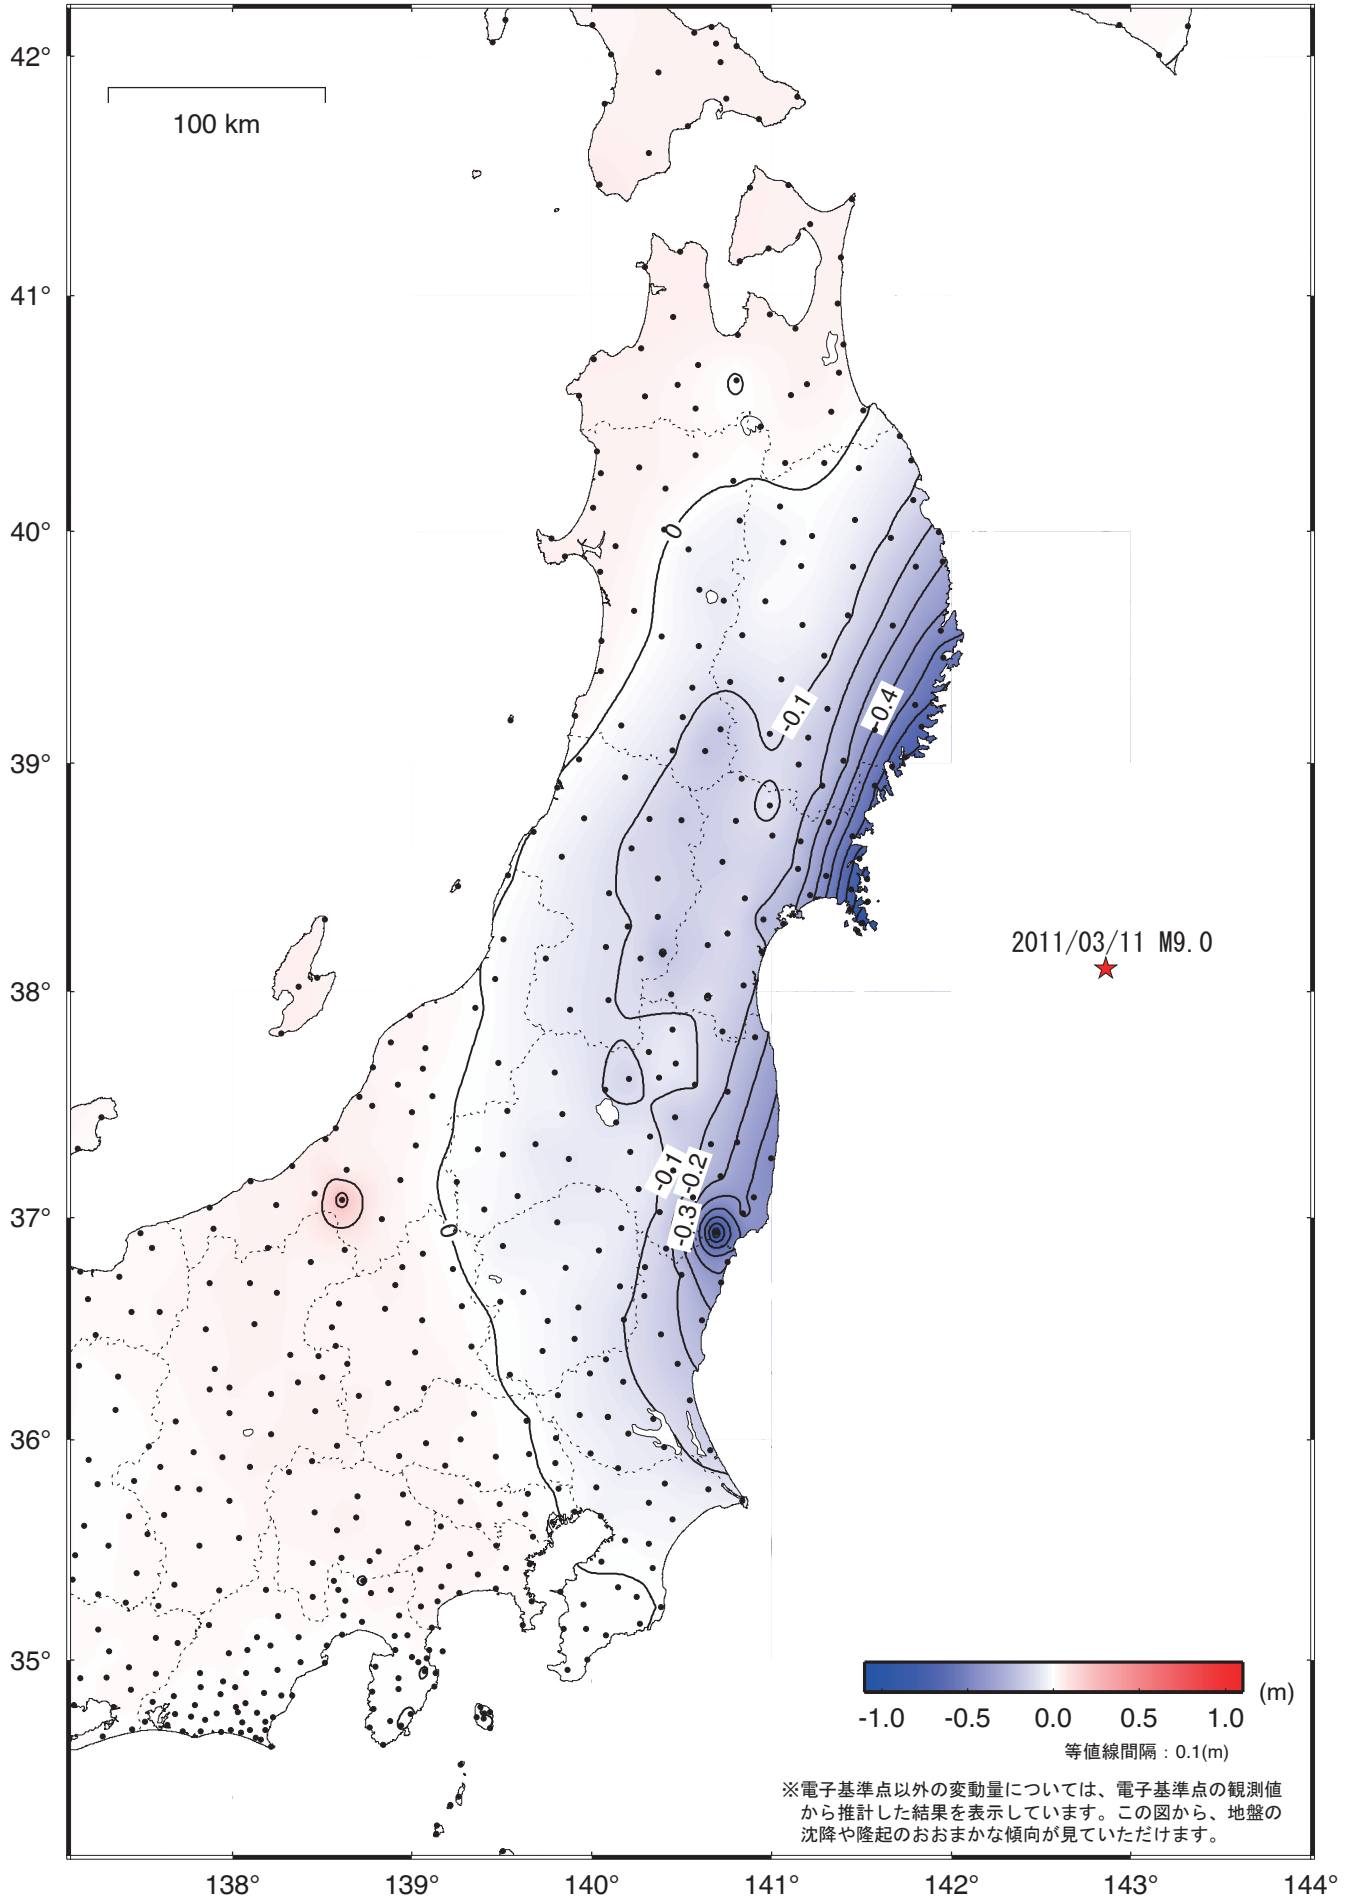 42°
100 km
41°
0
40°
-0.1
-0.4
39°
2011/03/11 M9.0
38°
-0.1
-0.2
-0.3
37°
0
36°
35°
(m)
-1.0 -0.5 0.0 0.5 1.0
等値線間隔：0.1(m)
※電子基準点以外の変動量については、電子基準点の観測値
から推計した結果を表示しています。この図から、地盤の
沈降や隆起のおおまかな傾向が見ていただけます。
138° 139° 140° 141° 142° 143° 144°